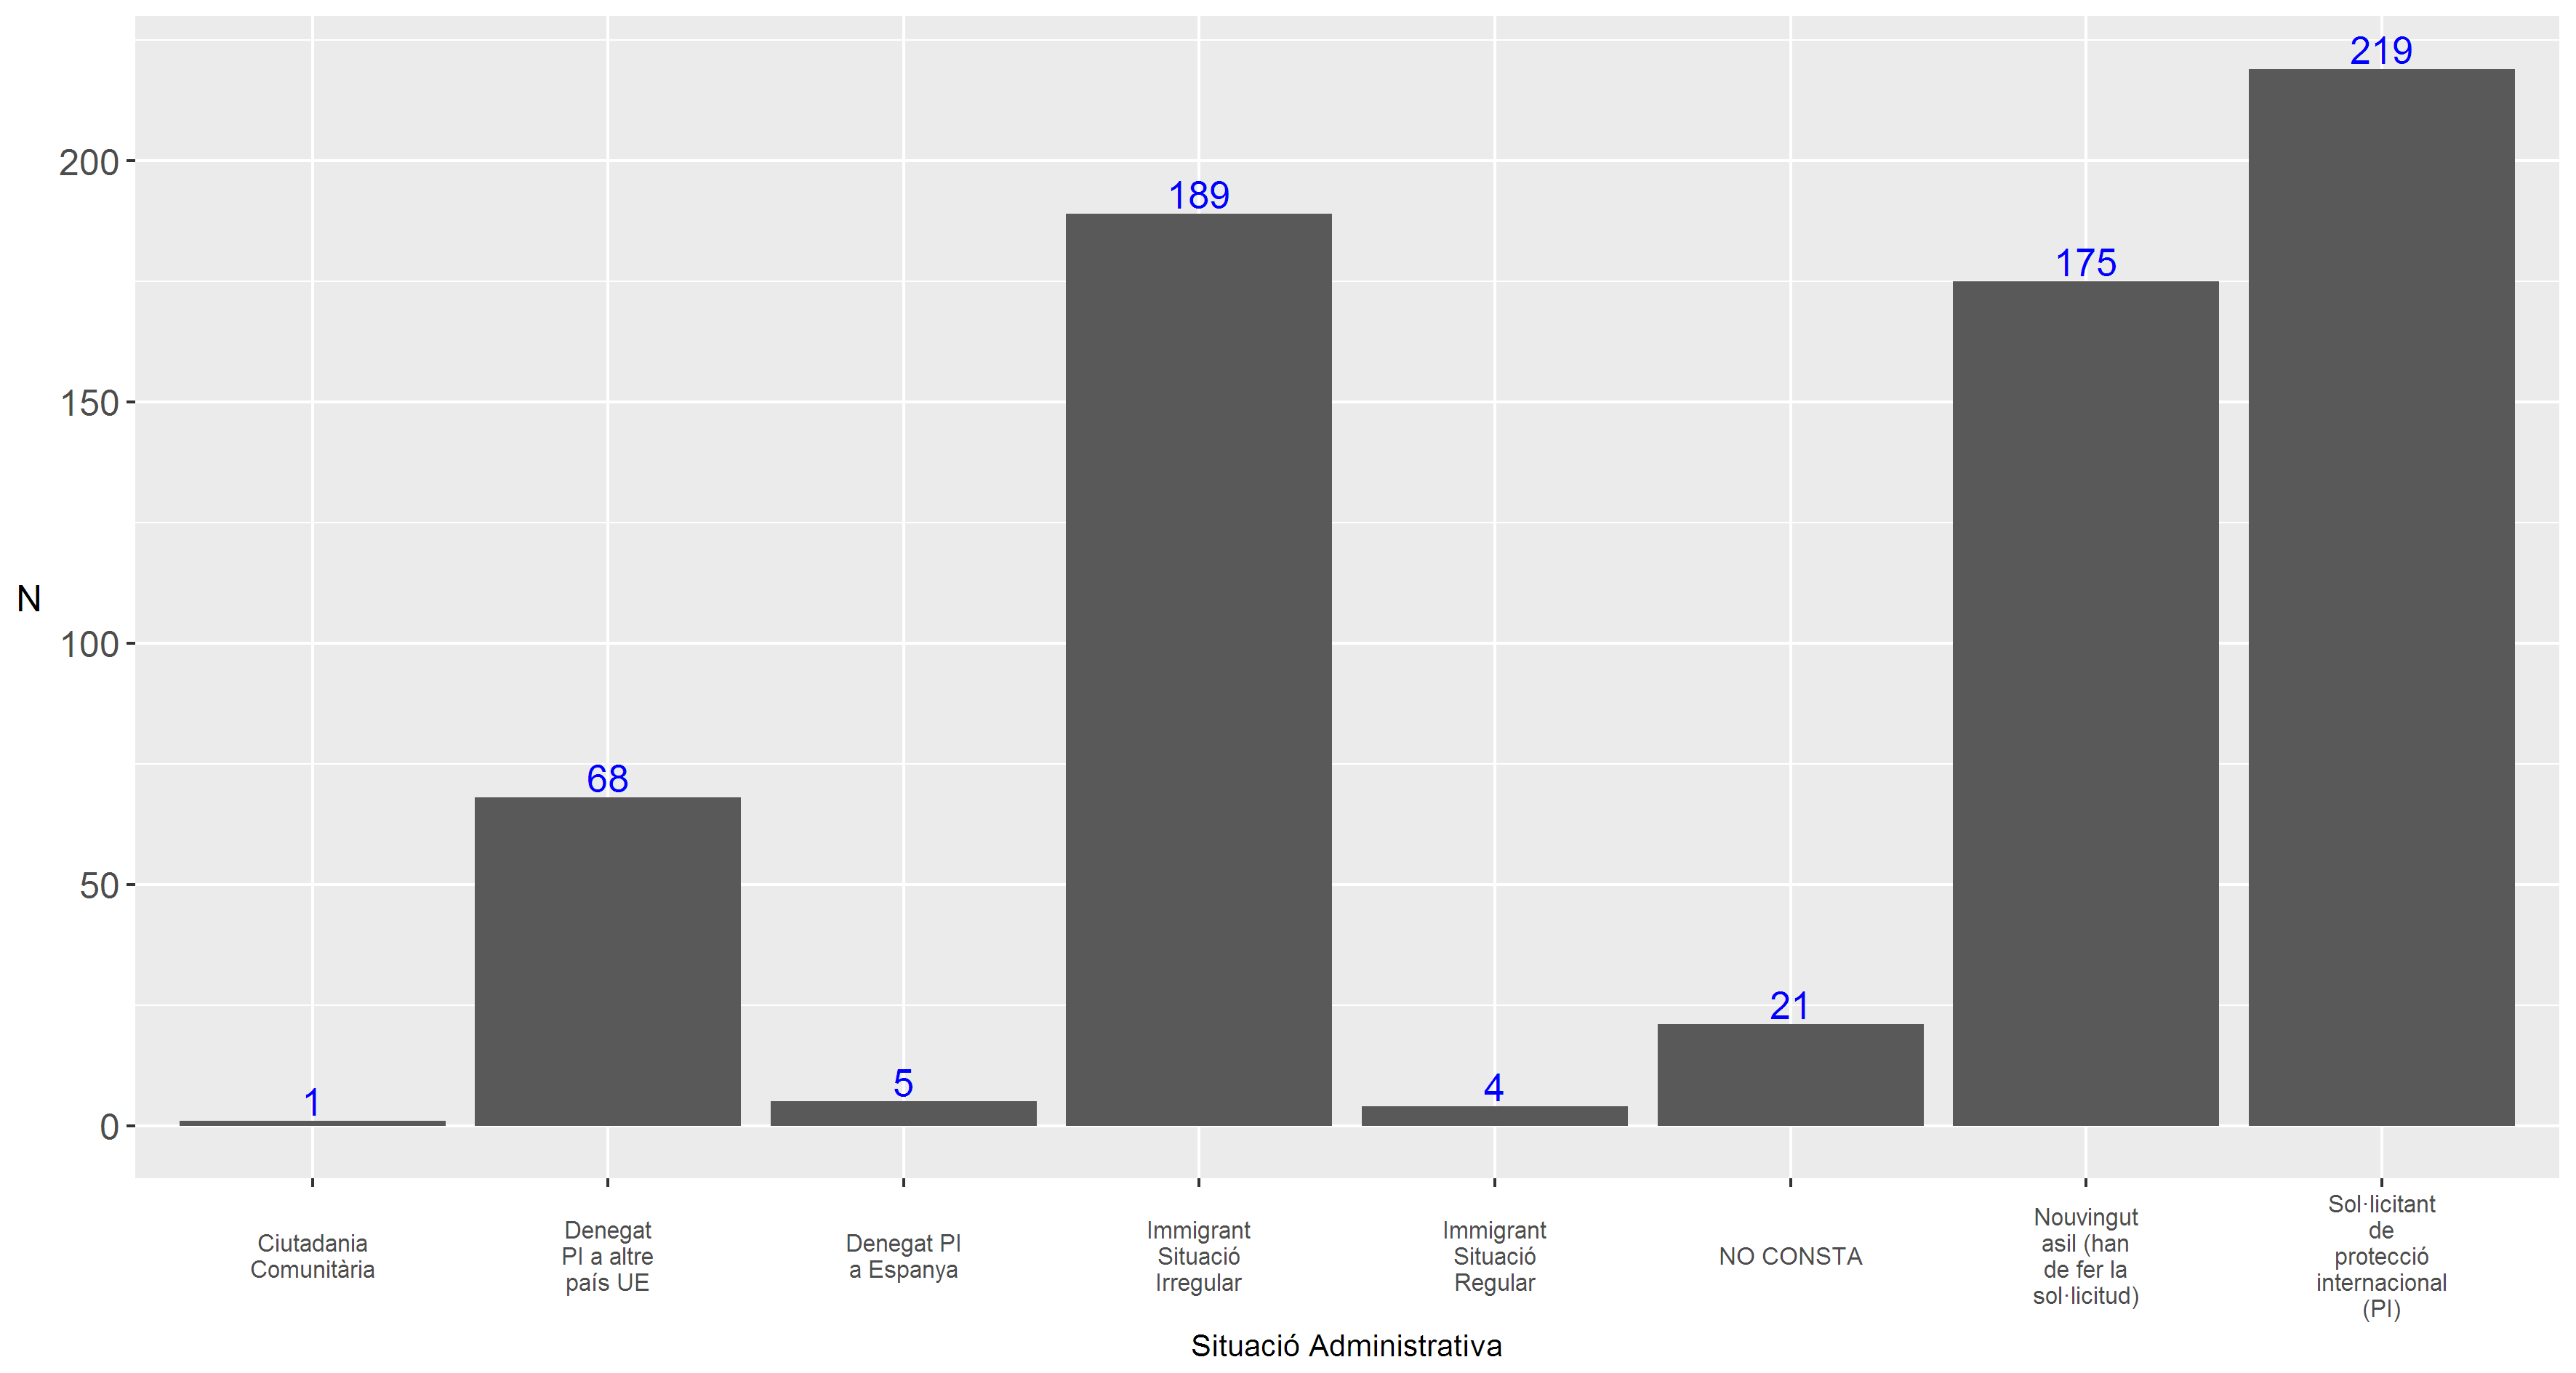 219
200
189
175
150
N
100
68
50
21
5
4
1
0
Ciutadania
Comunitària
Denegat
PI a altre
país UE
Denegat PI
a Espanya
Immigrant
Situació
Irregular
Immigrant
Situació
Regular
NO CONSTA
Nouvingut
asil (han
de fer la
sol·licitud)
Sol·licitant
de
protecció
internacional
(PI)
Situació Administrativa